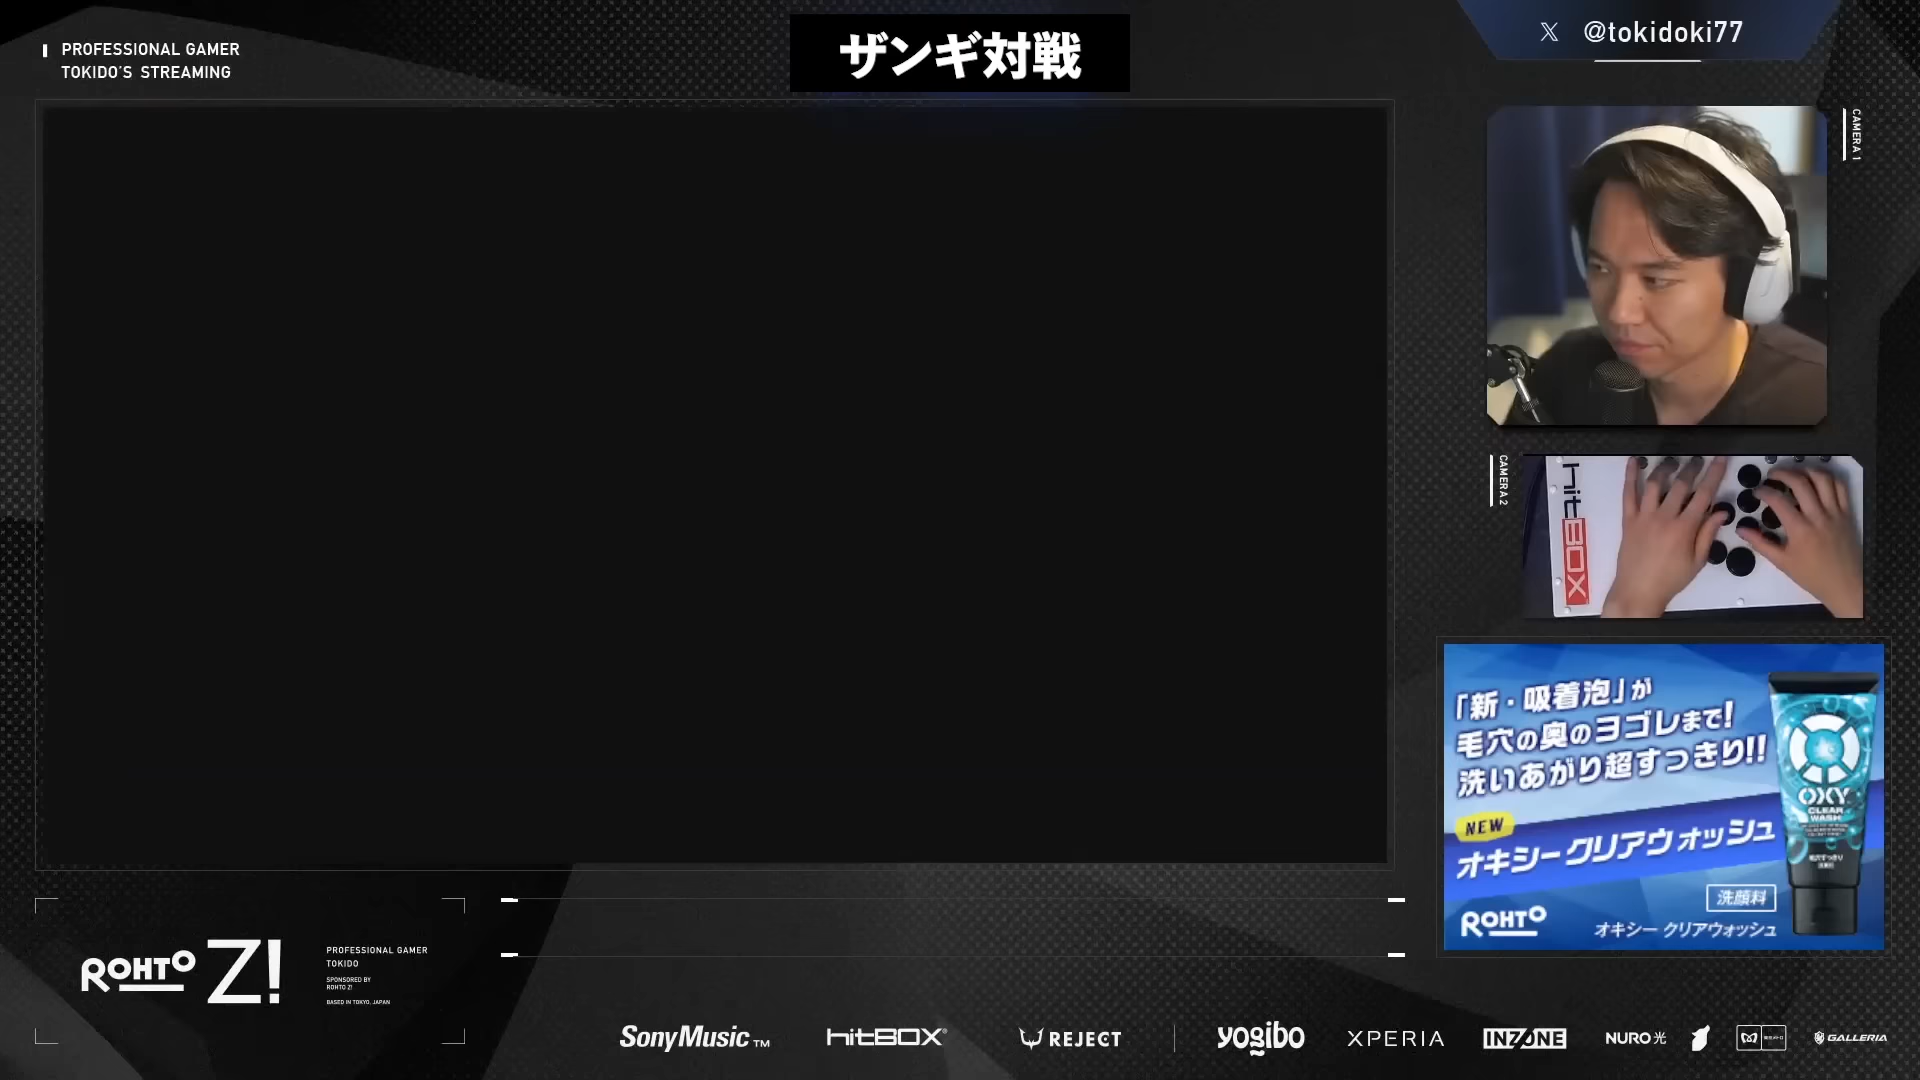 PROFESSIONAL GAMER
TOKIDO'S STREAMING
ザンギ対戦
𝕏 @tokidoki77
CAMERA 1
CAMERA 2
hitBOX
「新・吸着泡」が
毛穴の奥のヨゴレまで!
洗いあがり超すっきり!!
NEW
オキシー クリアウォッシュ
OXY
CLEAR
WASH
洗顔料
ROHTO
オキシー クリアウォッシュ
ROHTO Z!
PROFESSIONAL GAMER
TOKIDO
SPONSORED BY
ROHTO Z!
BASED IN TOKYO, JAPAN
SonyMusic TM
hitBOX®
REJECT
yogibo
XPERIA
INZONE
NURO 光
GALLERIA